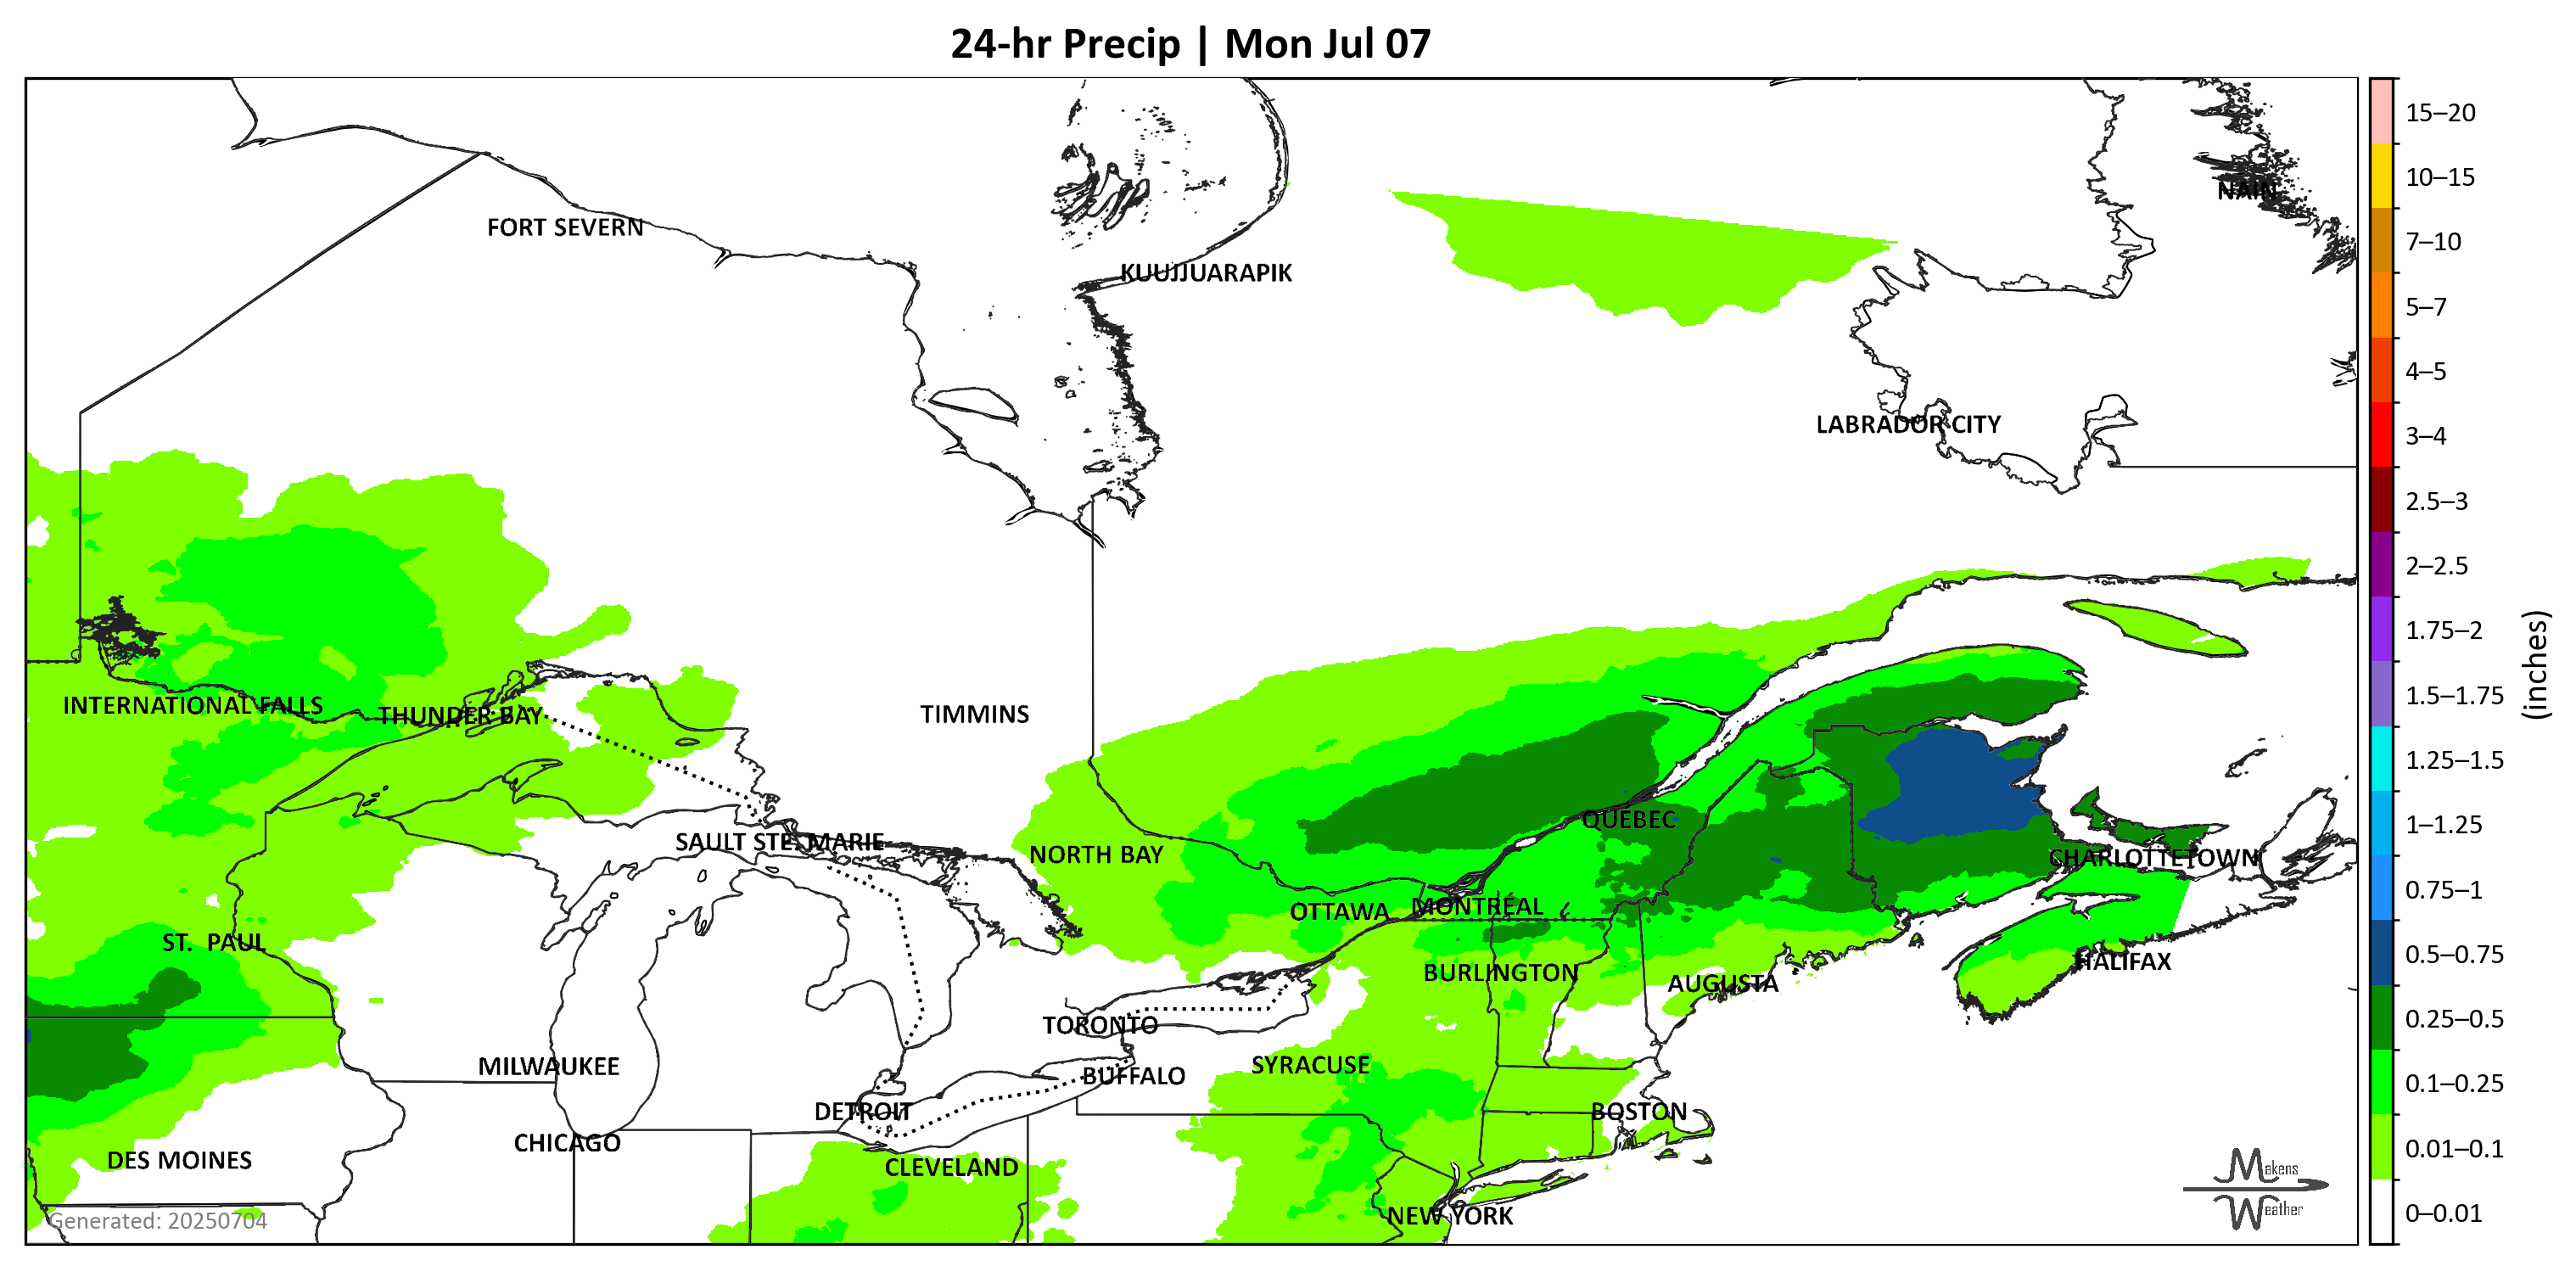 24-hr Precip | Mon Jul 07
NAIN
FORT SEVERN
KUUJJUARAPIK
LABRADOR CITY
INTERNATIONAL FALLS
THUNDER BAY
TIMMINS
QUEBEC
SAULT STE. MARIE
NORTH BAY
CHARLOTTETOWN
OTTAWA
MONTRÉAL
ST. PAUL
HALIFAX
BURLINGTON
AUGUSTA
TORONTO
MILWAUKEE
SYRACUSE
BUFFALO
DETROIT
BOSTON
CHICAGO
DES MOINES
CLEVELAND
NEW YORK
Generated: 20250704
Makens
Weather
15–20
10–15
7–10
5–7
4–5
3–4
2.5–3
2–2.5
1.75–2
1.5–1.75
1.25–1.5
1–1.25
0.75–1
0.5–0.75
0.25–0.5
0.1–0.25
0.01–0.1
0–0.01
(inches)